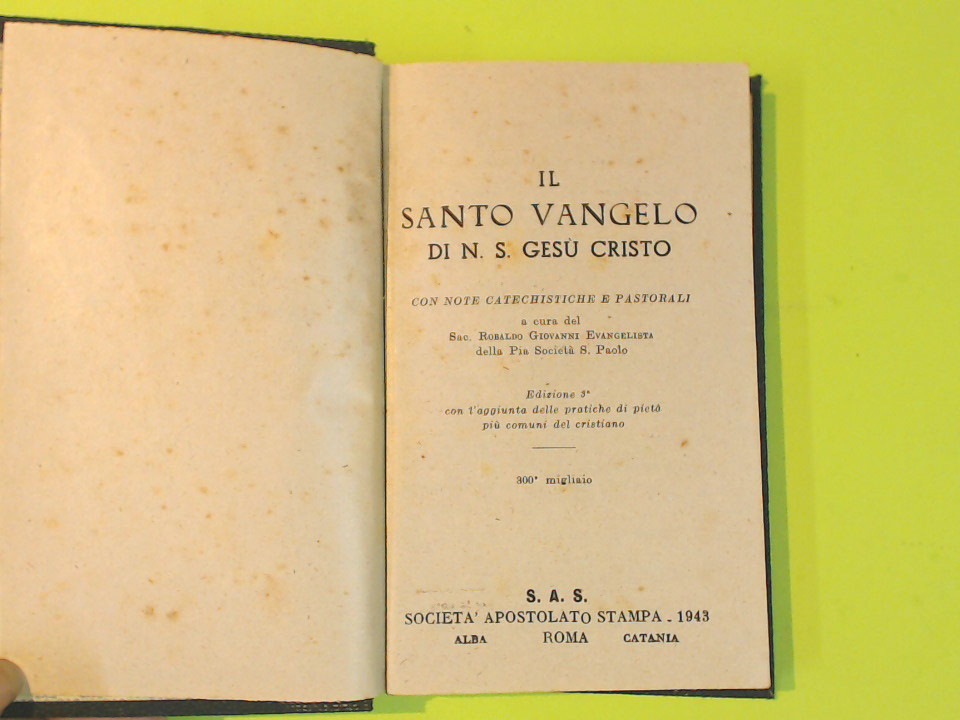 IL
SANTO VANGELO
DI N. S. GESÙ CRISTO
CON NOTE CATECHISTICHE E PASTORALI
a cura del
Sac. ROBALDO GIOVANNI EVANGELISTA
della Pia Società S. Paolo
Edizione 3ª
con l'aggiunta delle pratiche di pietà
più comuni del cristiano
300° migliaio
S. A. S.
SOCIETA' APOSTOLATO STAMPA - 1943
ALBA ROMA CATANIA